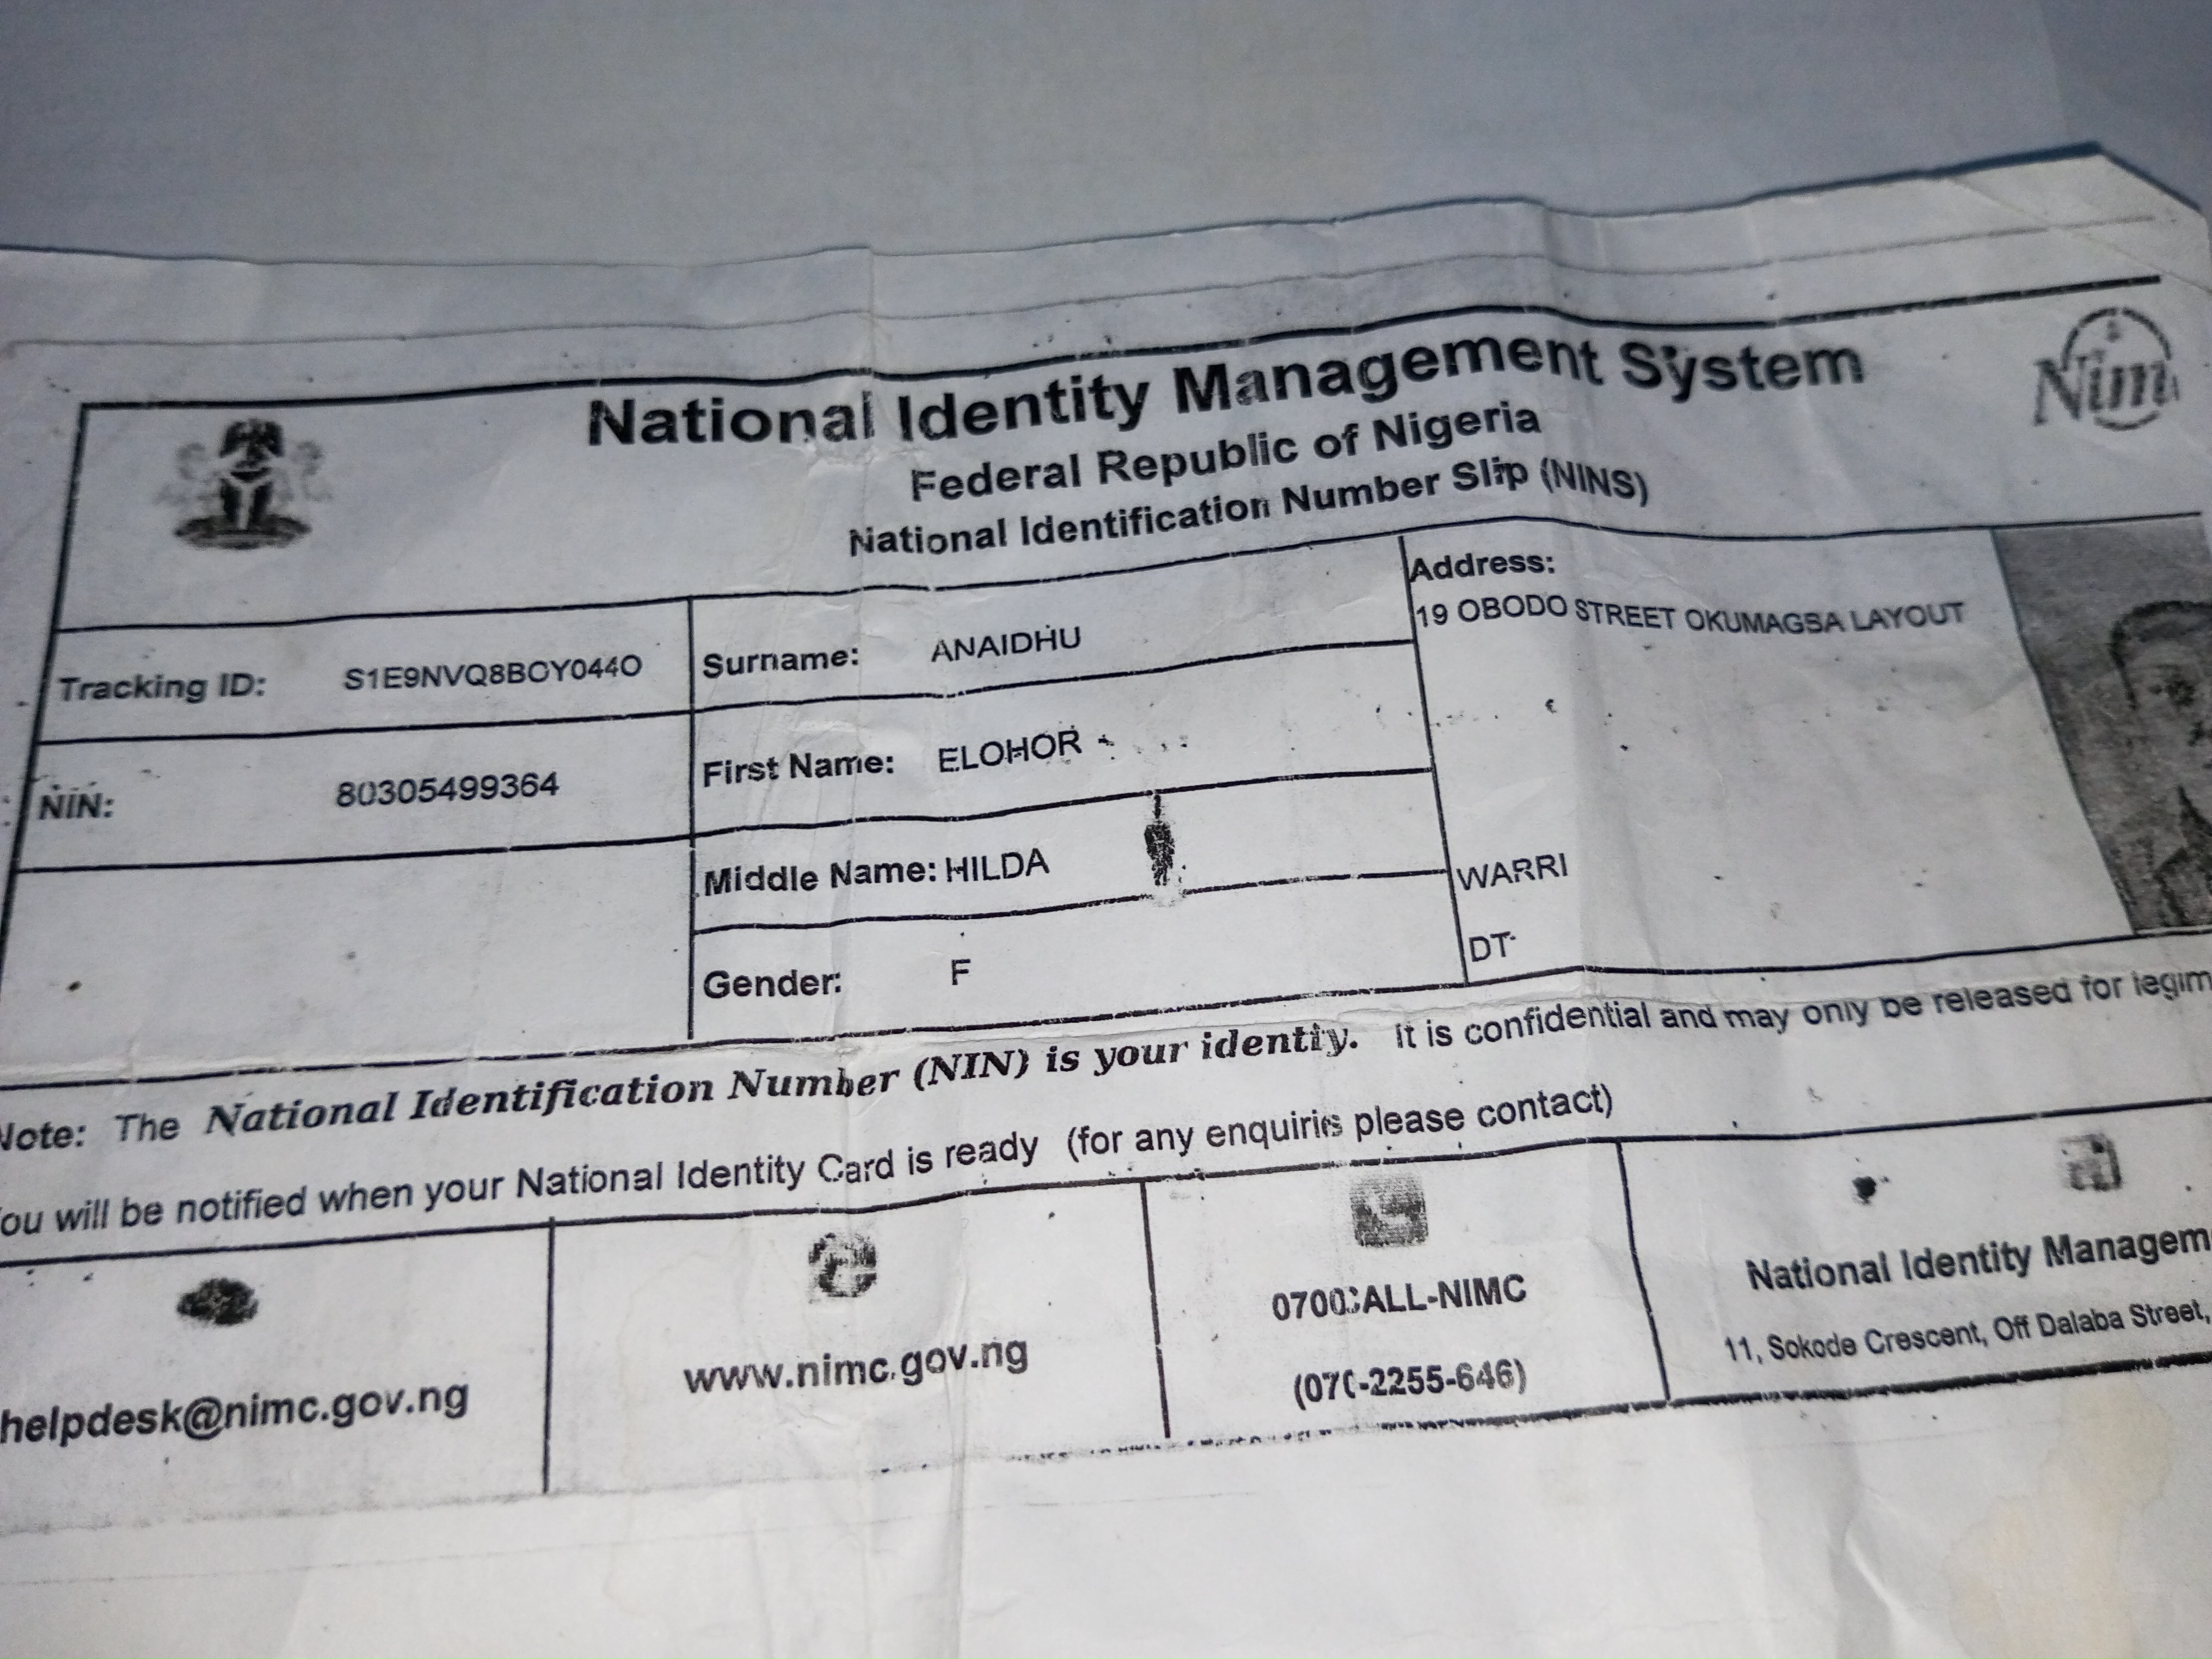 National Identity Management System
Federal Republic of Nigeria
National Identification Number Slip (NINS)
Nim
Tracking ID: S1E9NVQ8BOY044O
Surname: ANAIDHU
Address:
19 OBODO STREET OKUMAGBA LAYOUT
NIN: 80305499364
First Name: ELOHOR
Middle Name: HILDA
WARRI
Gender: F
DT
Note: The National Identification Number (NIN) is your identiy. It is confidential and may only be released for legim
ou will be notified when your National Identity Card is ready (for any enquiries please contact)
helpdesk@nimc.gov.ng
www.nimc.gov.ng
0700CALL-NIMC
-2255-646)
National Identity Managem
11, Sokode Crescent, Off Dalaba Street,